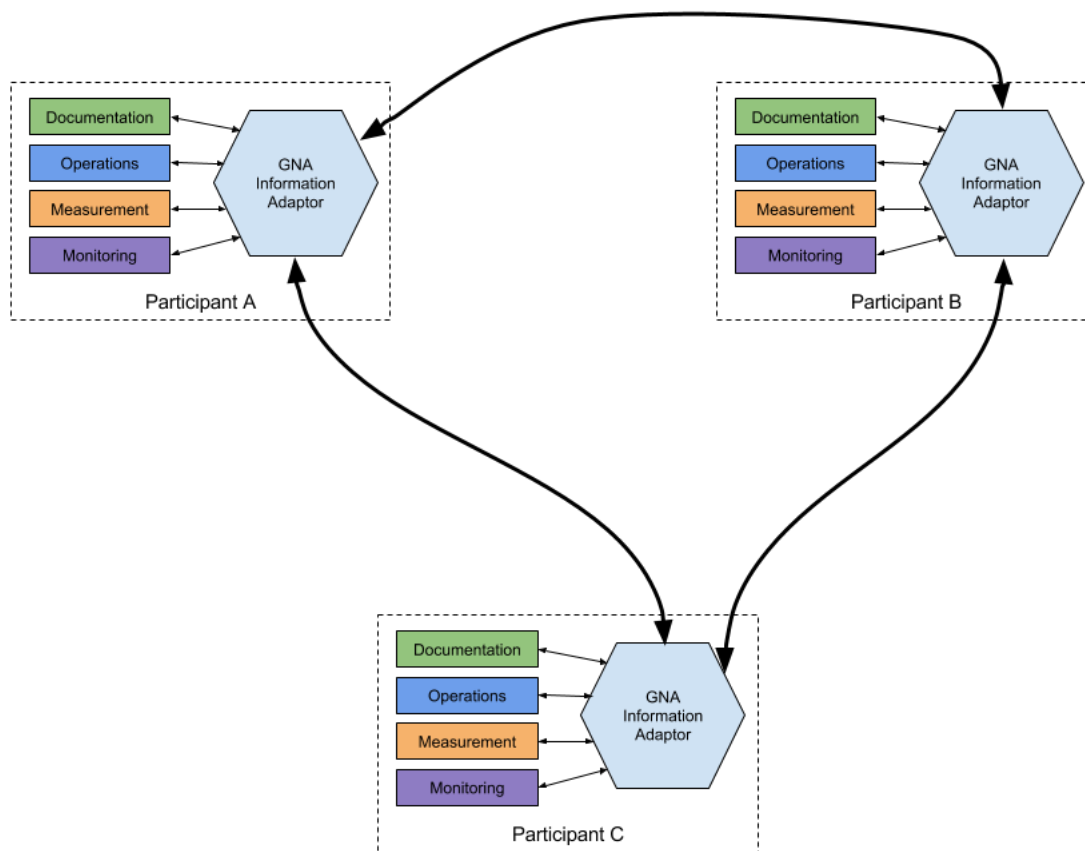 Documentation
Operations
Measurement
Monitoring
GNA
Information
Adaptor
Participant A
Documentation
Operations
Measurement
Monitoring
GNA
Information
Adaptor
Participant B
Documentation
Operations
Measurement
Monitoring
GNA
Information
Adaptor
Participant C